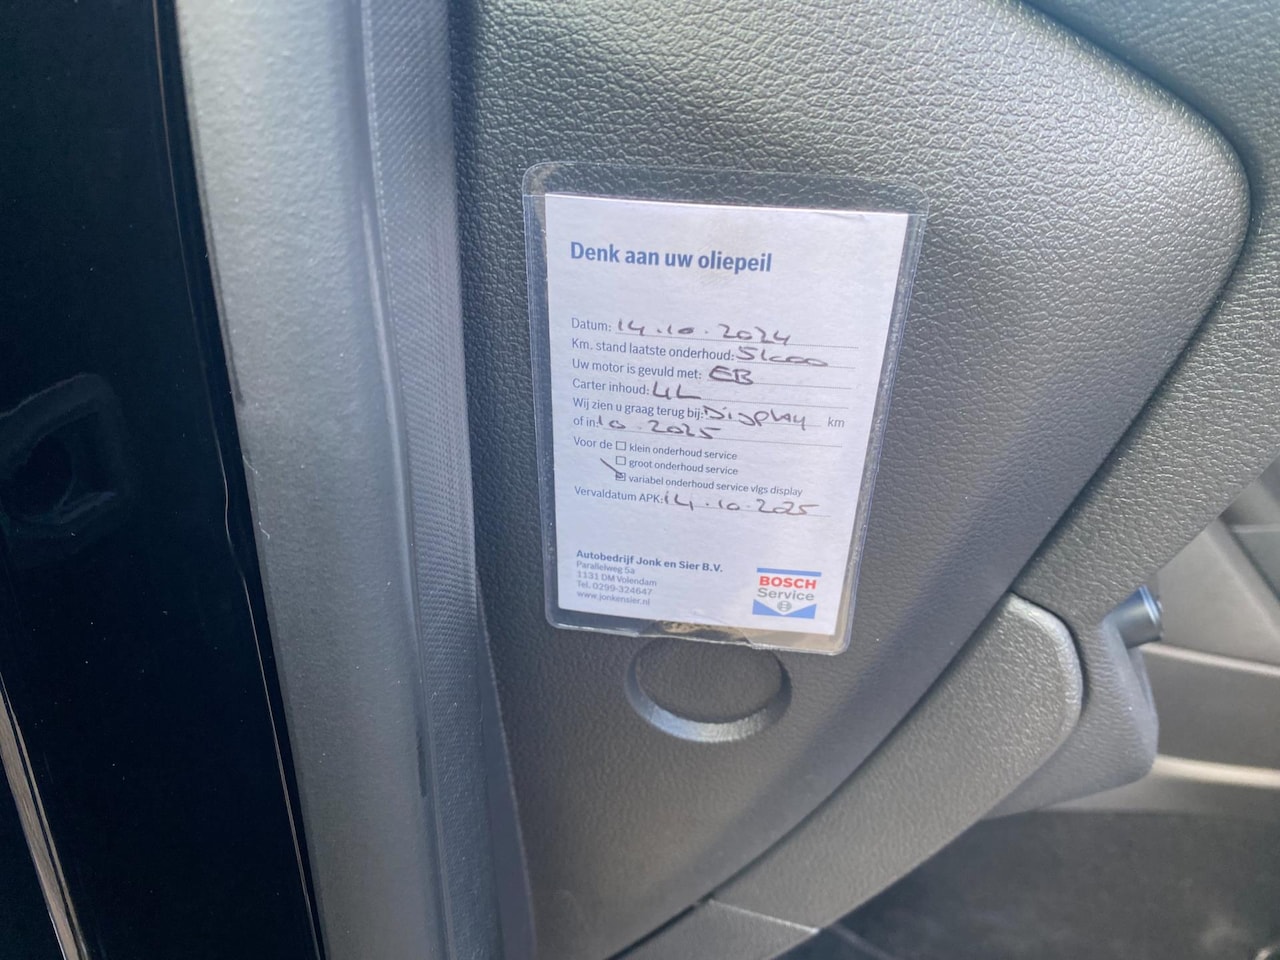 Denk aan uw oliepeil
Datum: 14.10.2024
Km. stand laatste onderhoud: 51000
Uw motor is gevuld met: EB
Carter inhoud: 4L
Wij zien u graag terug bij: Display km
of in: 10.2025
Voor de klein onderhoud service
groot onderhoud service
variabel onderhoud service vlgs display
Vervaldatum APK: 14.10.2025
Autobedrijf Jonk en Sier B.V.
Parallelweg 5a
1131 DM Volendam
Tel. 0299-324647
www.jonkensier.nl
BOSCH
Service